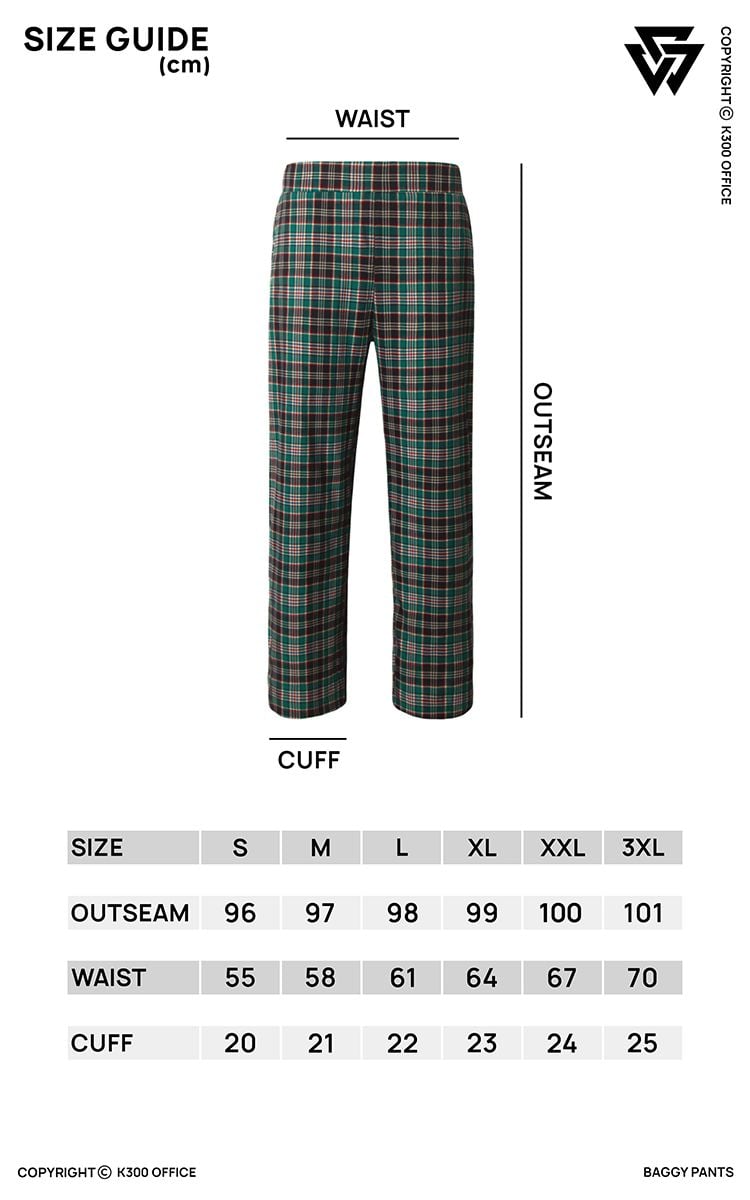 SIZE GUIDE
(cm)
COPYRIGHT© K300 OFFICE
WAIST
OUTSEAM
CUFF
SIZE S M L XL XXL 3XL
OUTSEAM 96 97 98 99 100 101
WAIST 55 58 61 64 67 70
CUFF 20 21 22 23 24 25
COPYRIGHT© K300 OFFICE
BAGGY PANTS